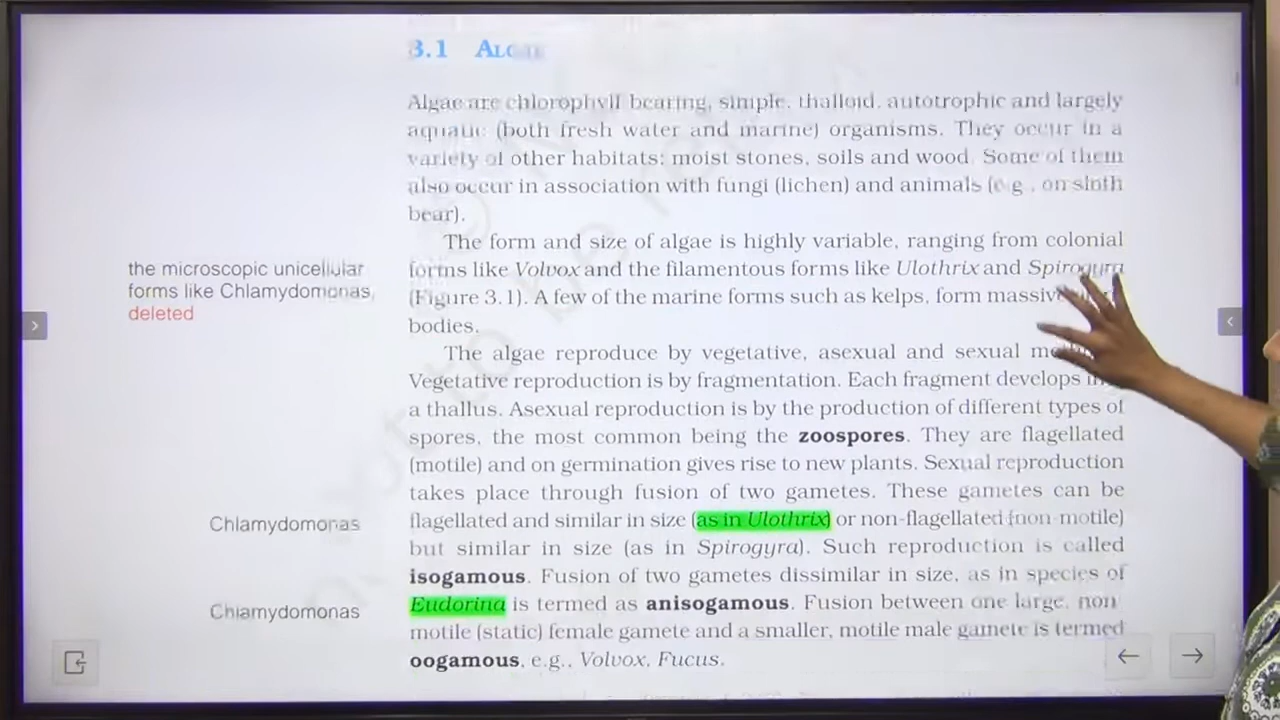 3.1 ALGAE
Algae are chlorophyll bearing, simple, thalloid, autotrophic and largely
aquatic (both fresh water and marine) organisms. They occur in a
variety of other habitats: moist stones, soils and wood. Some of them
also occur in association with fungi (lichen) and animals (e.g., on sloth
bear).
The form and size of algae is highly variable, ranging from colonial
forms like Volvox and the filamentous forms like Ulothrix and Spirogyra
(Figure 3.1). A few of the marine forms such as kelps, form massive
bodies.
the microscopic unicellular
forms like Chlamydomonas,
deleted
The algae reproduce by vegetative, asexual and sexual
Vegetative reproduction is by fragmentation. Each fragment develops
a thallus. Asexual reproduction is by the production of different types of
spores, the most common being the zoospores. They are flagellated
(motile) and on germination gives rise to new plants. Sexual reproduction
takes place through fusion of two gametes. These gametes can be
flagellated and similar in size (as in Ulothrix) or non-flagellated (non-motile)
but similar in size (as in Spirogyra). Such reproduction is called
isogamous. Fusion of two gametes dissimilar in size, as in species of
Eudorina is termed as anisogamous. Fusion between one large, non
motile (static) female gamete and a smaller, motile male gamete is termed
oogamous, e.g., Volvox, Fucus.
Chlamydomonas
Chlamydomonas